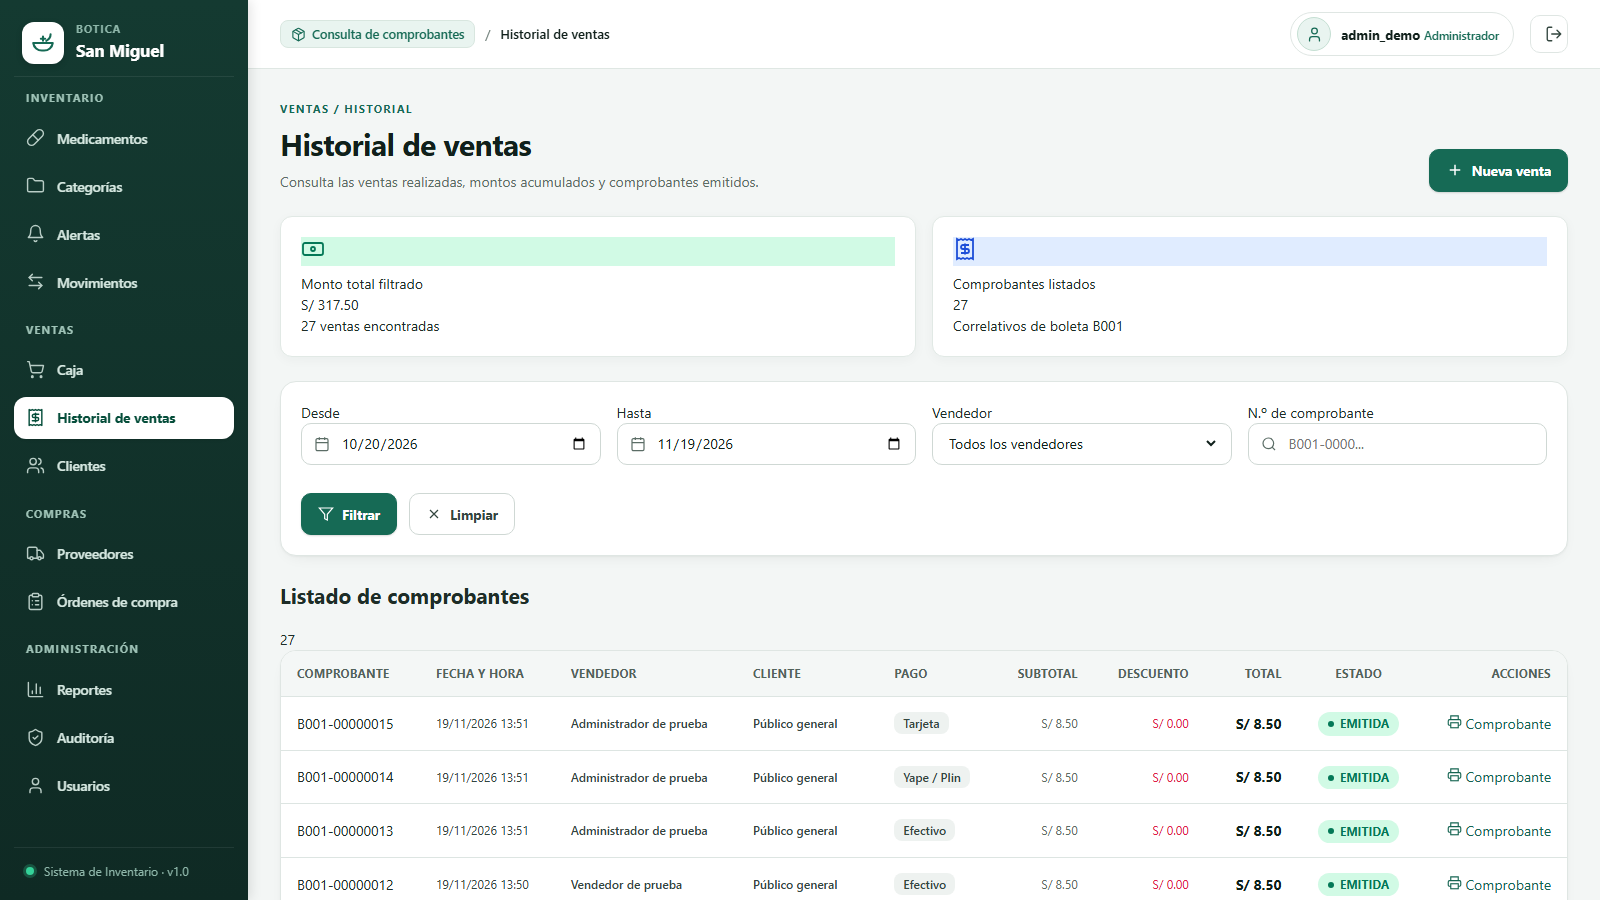 BOTICA
San Miguel
INVENTARIO
Medicamentos
Categorías
Alertas
Movimientos
VENTAS
Caja
Historial de ventas
Clientes
COMPRAS
Proveedores
Órdenes de compra
ADMINISTRACIÓN
Reportes
Auditoría
Usuarios
Sistema de Inventario · v1.0
Consulta de comprobantes / Historial de ventas
admin_demo Administrador
VENTAS / HISTORIAL
Historial de ventas
Consulta las ventas realizadas, montos acumulados y comprobantes emitidos.
Nueva venta
Monto total filtrado
S/ 317.50
27 ventas encontradas
Comprobantes listados
27
Correlativos de boleta B001
Desde
10/20/2026
Hasta
11/19/2026
Vendedor
Todos los vendedores
N.º de comprobante
B001-0000...
Filtrar
Limpiar
Listado de comprobantes
27
COMPROBANTE FECHA Y HORA VENDEDOR CLIENTE PAGO SUBTOTAL DESCUENTO TOTAL ESTADO ACCIONES
B001-00000015 19/11/2026 13:51 Administrador de prueba Público general Tarjeta S/ 8.50 S/ 0.00 S/ 8.50 EMITIDA Comprobante
B001-00000014 19/11/2026 13:51 Administrador de prueba Público general Yape / Plin S/ 8.50 S/ 0.00 S/ 8.50 EMITIDA Comprobante
B001-00000013 19/11/2026 13:51 Administrador de prueba Público general Efectivo S/ 8.50 S/ 0.00 S/ 8.50 EMITIDA Comprobante
B001-00000012 19/11/2026 13:50 Vendedor de prueba Público general Efectivo S/ 8.50 S/ 0.00 S/ 8.50 EMITIDA Comprobante